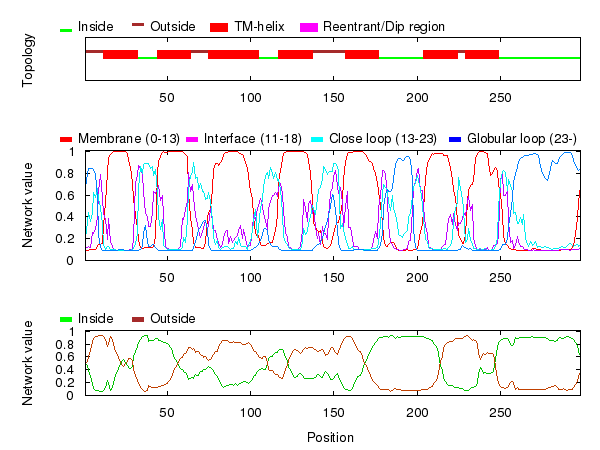 Inside Outside TM-helix Reentrant/Dip region
Topology
50 100 150 200 250
Membrane (0-13) Interface (11-18) Close loop (13-23) Globular loop (23-)
Network value
1
0.8
0.6
0.4
0.2
0
50 100 150 200 250
Inside Outside
Network value
1
0.8
0.6
0.4
0.2
0
50 100 150 200 250
Position